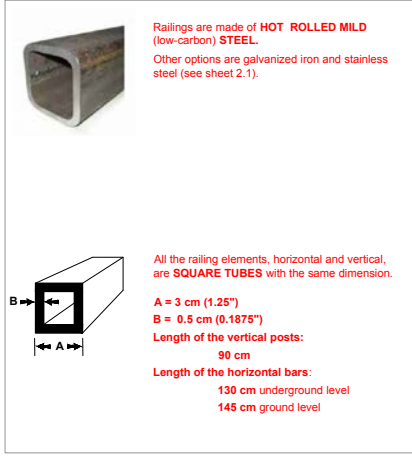 Railings are made of HOT ROLLED MILD
(low-carbon) STEEL.
Other options are galvanized iron and stainless
steel (see sheet 2.1).
All the railing elements, horizontal and vertical,
are SQUARE TUBES with the same dimension.
B
A
A = 3 cm (1.25")
B = 0.5 cm (0.1875")
Length of the vertical posts:
90 cm
Length of the horizontal bars:
130 cm underground level
145 cm ground level